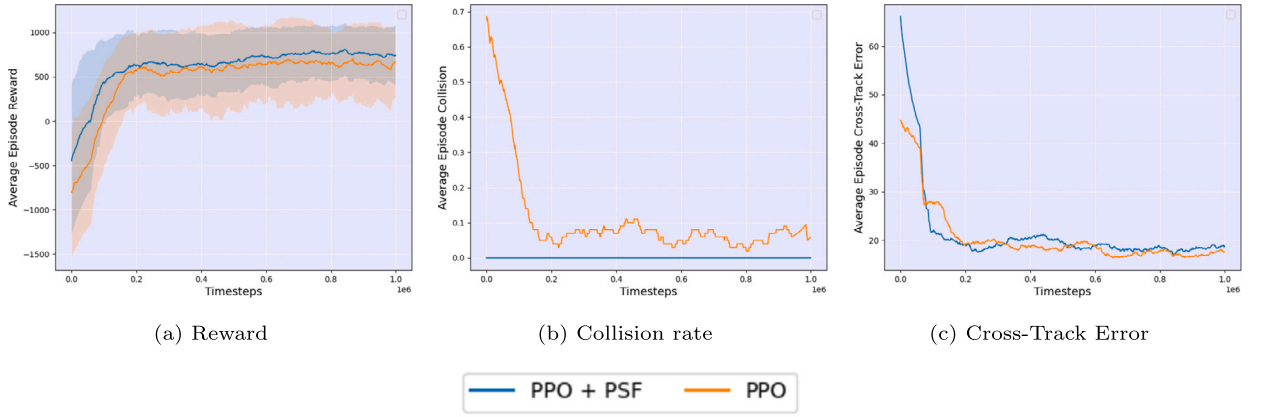 Average Episode Reward
1000
500
0
−500
−1000
−1500
0.0 0.2 0.4 0.6 0.8 1.0
Timesteps
1e6
(a) Reward
Average Episode Collision
0.7
0.6
0.5
0.4
0.3
0.2
0.1
0.0
0.0 0.2 0.4 0.6 0.8 1.0
Timesteps
1e6
(b) Collision rate
Average Episode Cross-Track Error
60
50
40
30
20
0.0 0.2 0.4 0.6 0.8 1.0
Timesteps
1e6
(c) Cross-Track Error
PPO + PSF PPO